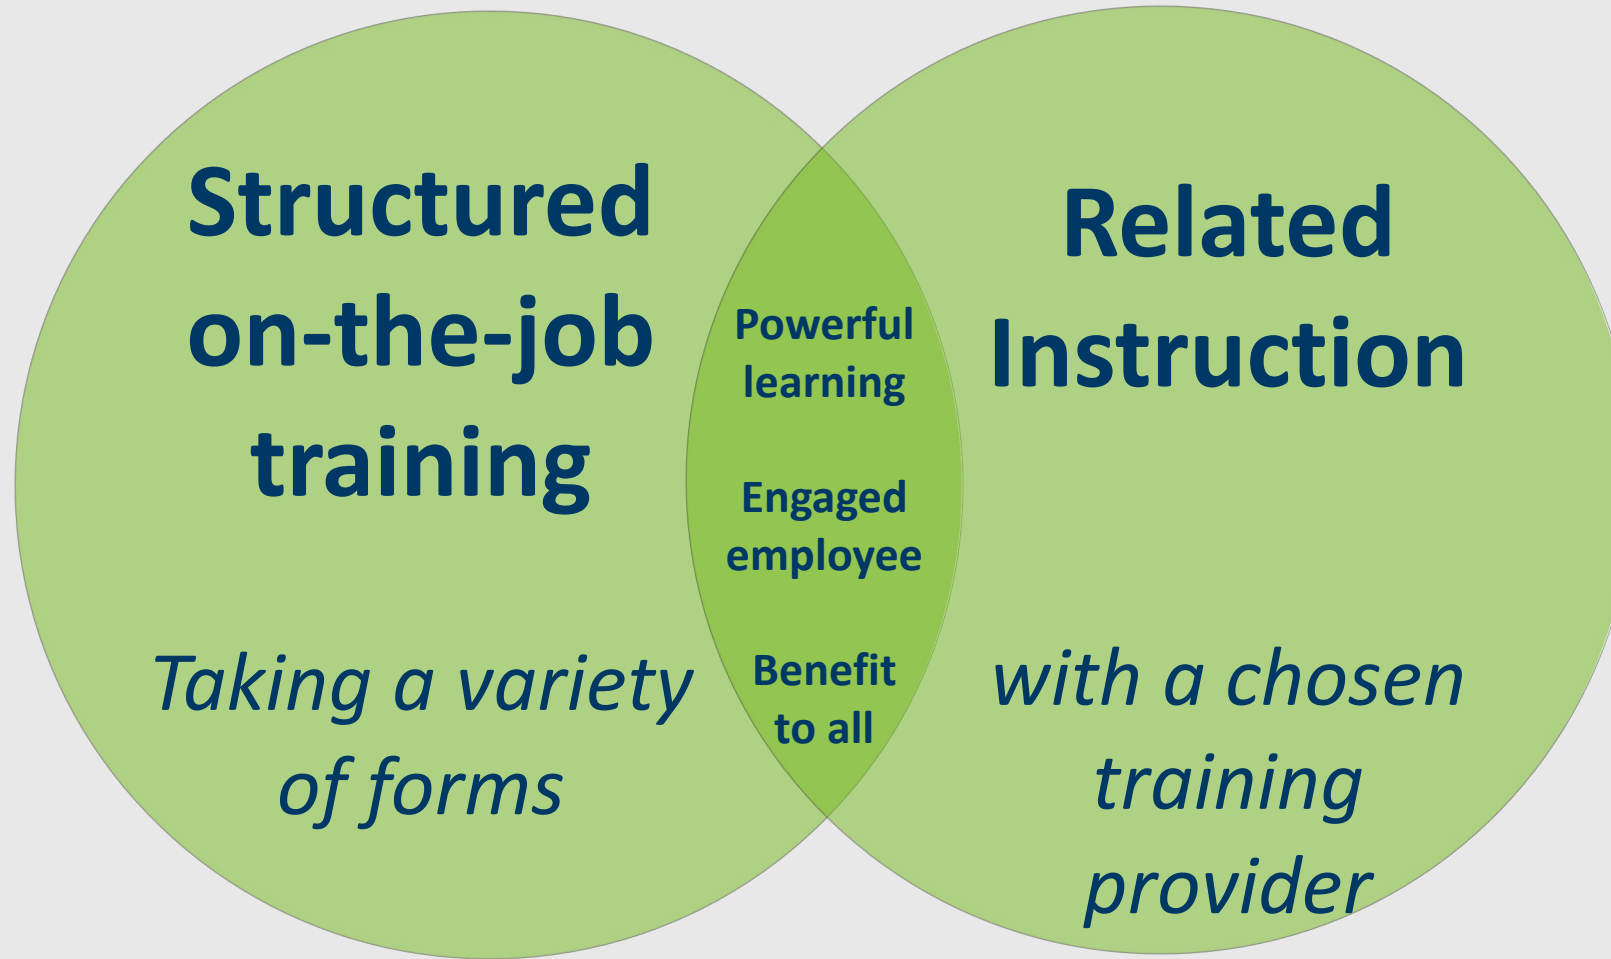 Structured
on-the-job
training
Taking a variety
of forms
Powerful
learning
Engaged
employee
Benefit
to all
Related
Instruction
with a chosen
training
provider